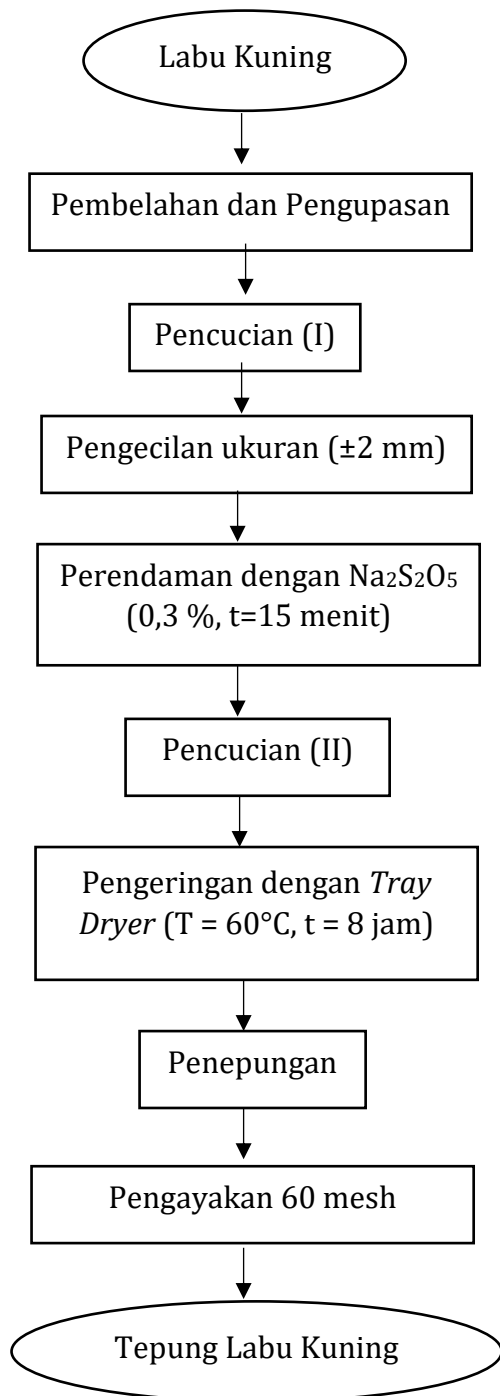 Labu Kuning
Pembelahan dan Pengupasan
Pencucian (I)
Pengecilan ukuran (±2 mm)
Perendaman dengan Na₂S₂O₅
(0,3 %, t=15 menit)
Pencucian (II)
Pengeringan dengan Tray
Dryer (T = 60°C, t = 8 jam)
Penepungan
Pengayakan 60 mesh
Tepung Labu Kuning